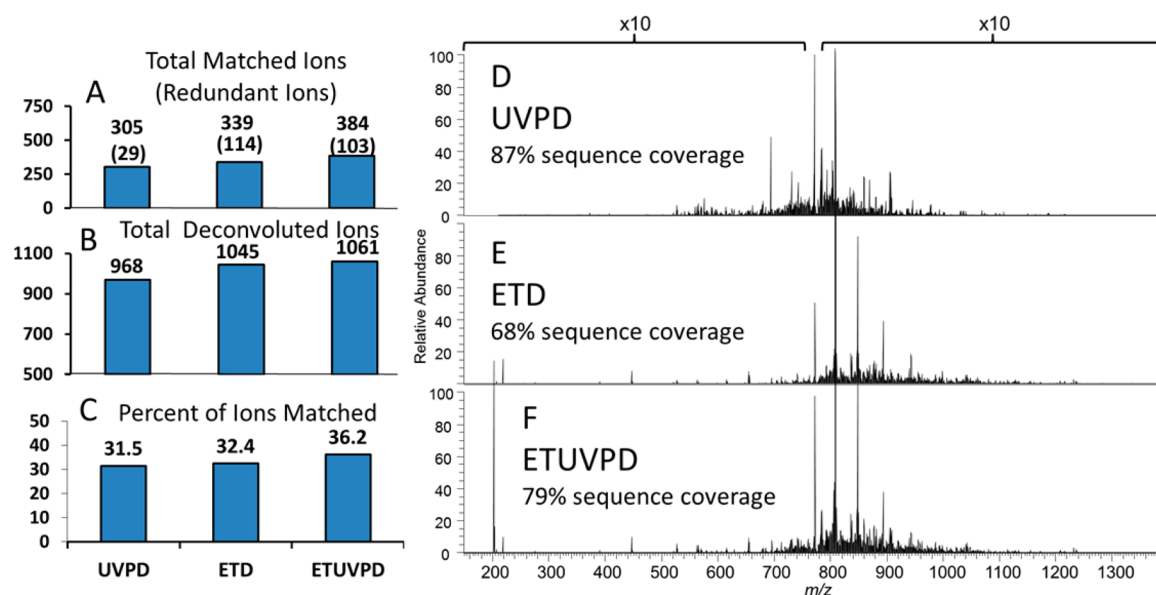 A
Total Matched Ions
(Redundant Ions)
750
500
250
0
305
(29)
339
(114)
384
(103)
B
Total Deconvoluted Ions
1100
900
700
500
968
1045
1061
C
Percent of Ions Matched
50
40
30
20
10
0
31.5
32.4
36.2
UVPD
ETD
ETUVPD
x10
x10
Relative Abundance
100
80
60
40
20
0
D
UVPD
87% sequence coverage
80
60
40
20
0
E
ETD
68% sequence coverage
100
80
60
40
20
0
F
ETUVPD
79% sequence coverage
200
300
400
500
600
700
800
900
1000
1100
1200
1300
m/z